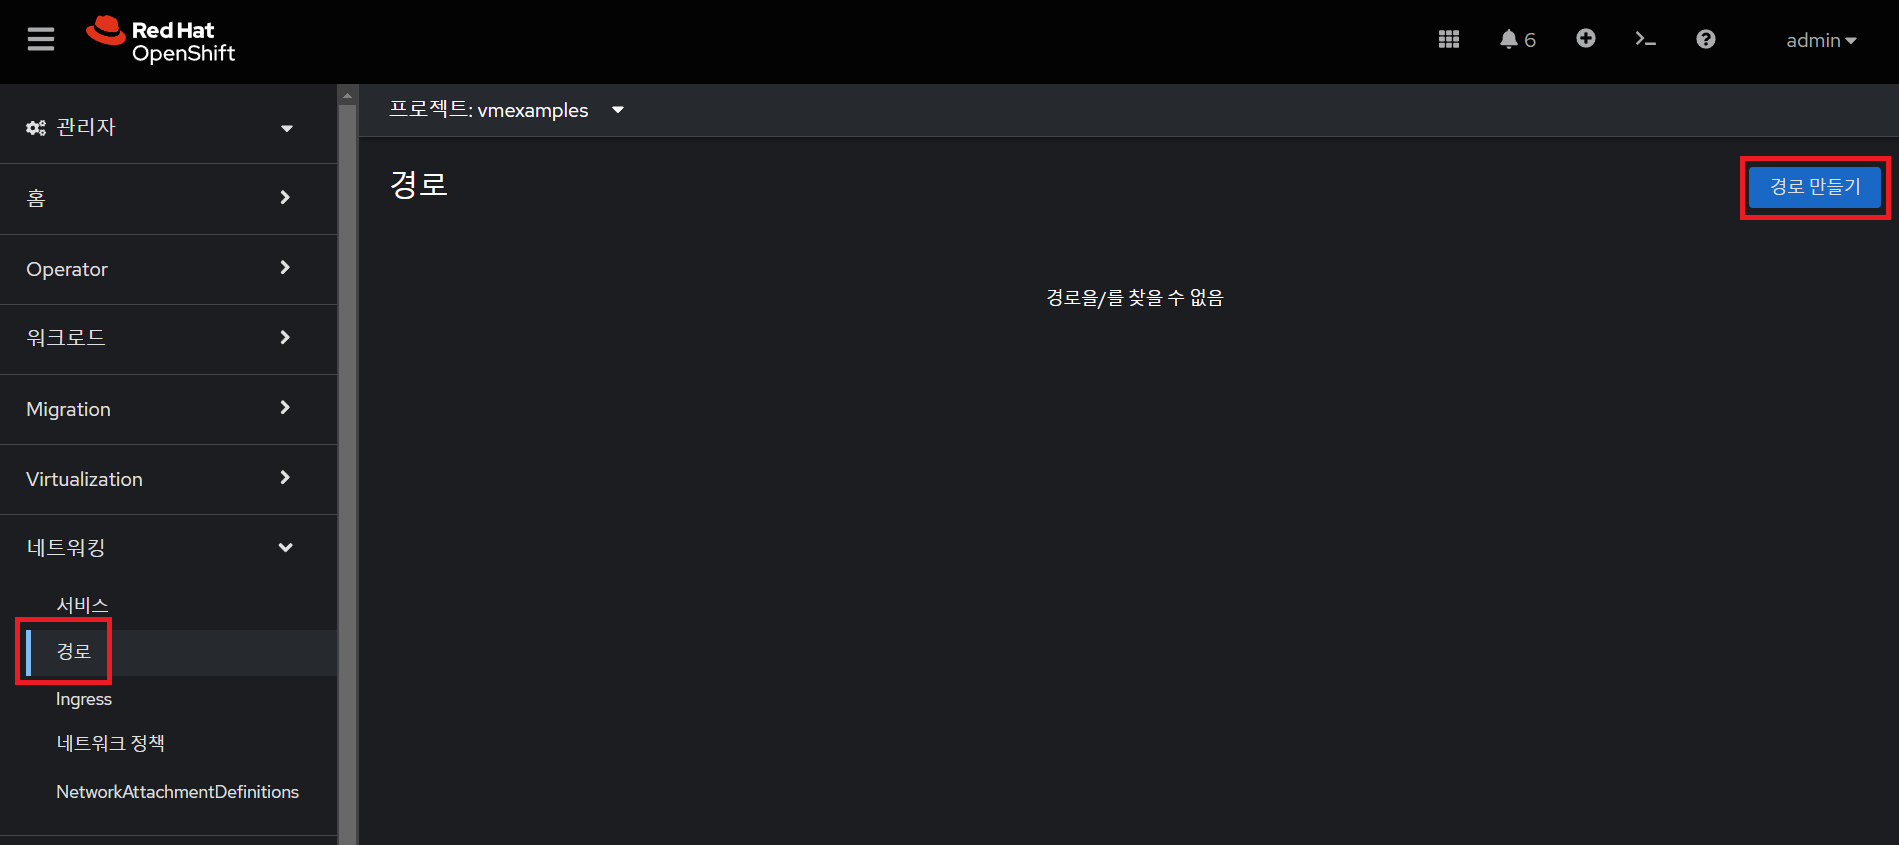 Red Hat
OpenShift
6
admin
관리자
홈
Operator
워크로드
Migration
Virtualization
네트워킹
서비스
경로
Ingress
네트워크 정책
NetworkAttachmentDefinitions
프로젝트: vmexamples
경로
경로 만들기
경로을/를 찾을 수 없음